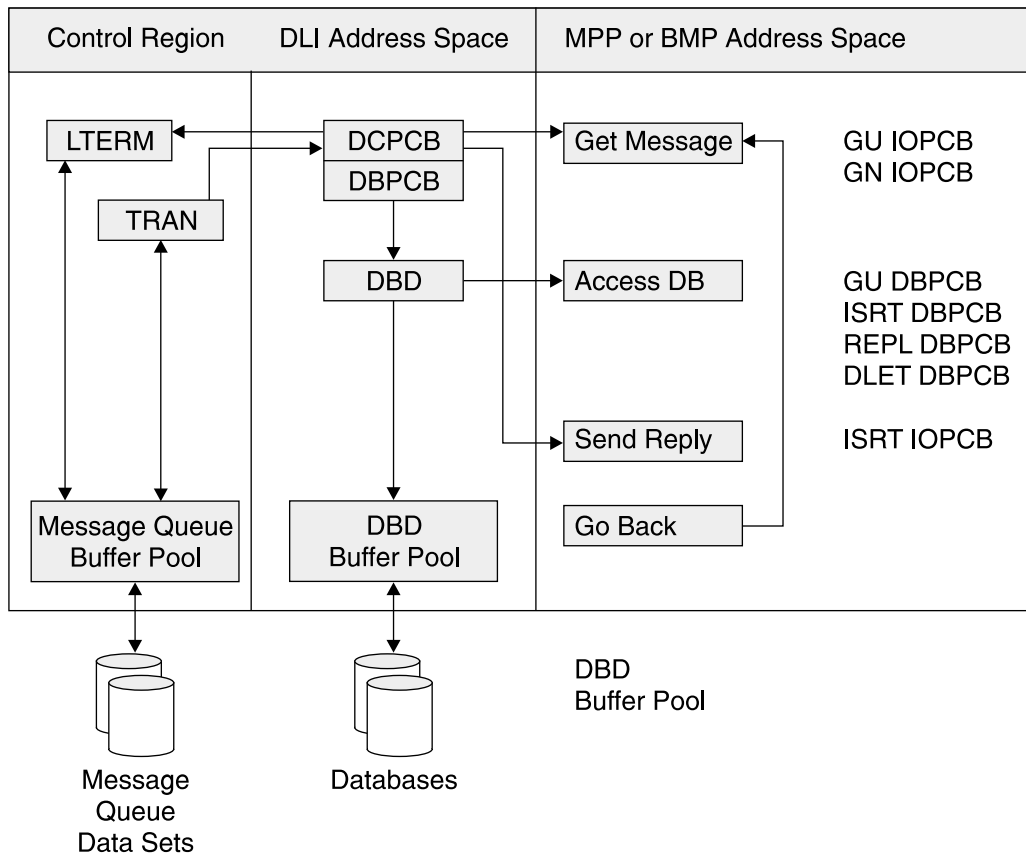 Control Region
DLI Address Space
MPP or BMP Address Space
LTERM
DCPCB
Get Message
GU IOPCB
GN IOPCB
DBPCB
TRAN
DBD
Access DB
GU DBPCB
ISRT DBPCB
REPL DBPCB
DLET DBPCB
Send Reply
ISRT IOPCB
Message Queue
Buffer Pool
DBD
Buffer Pool
Go Back
DBD
Buffer Pool
Message
Queue
Data Sets
Databases